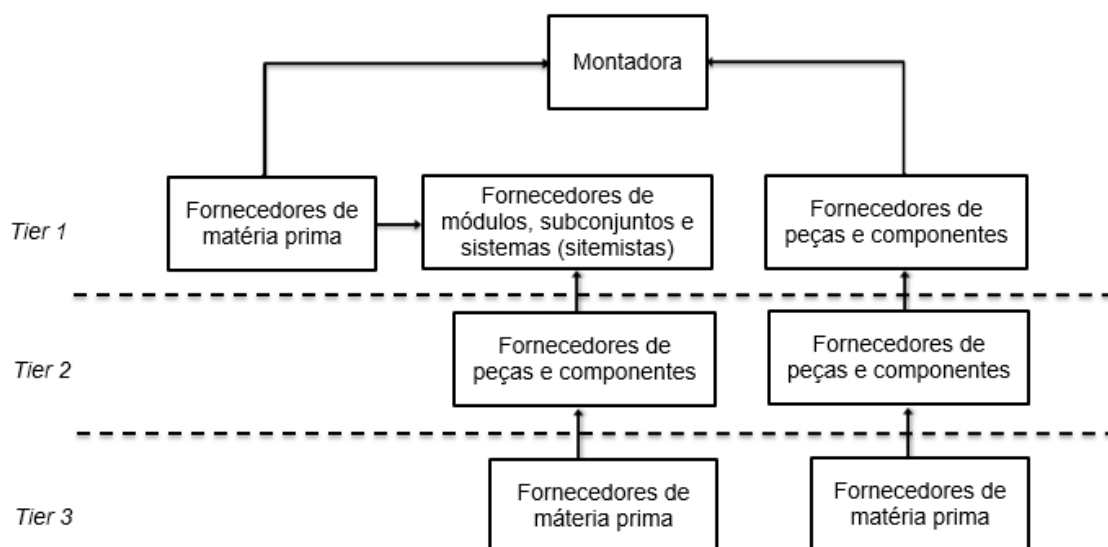 Montadora
Tier 1
Fornecedores de
matéria prima
Fornecedores de
módulos, subconjuntos e
sistemas (sitemistas)
Fornecedores de
peças e componentes
Tier 2
Fornecedores de
peças e componentes
Fornecedores de
peças e componentes
Tier 3
Fornecedores de
máteria prima
Fornecedores de
matéria prima